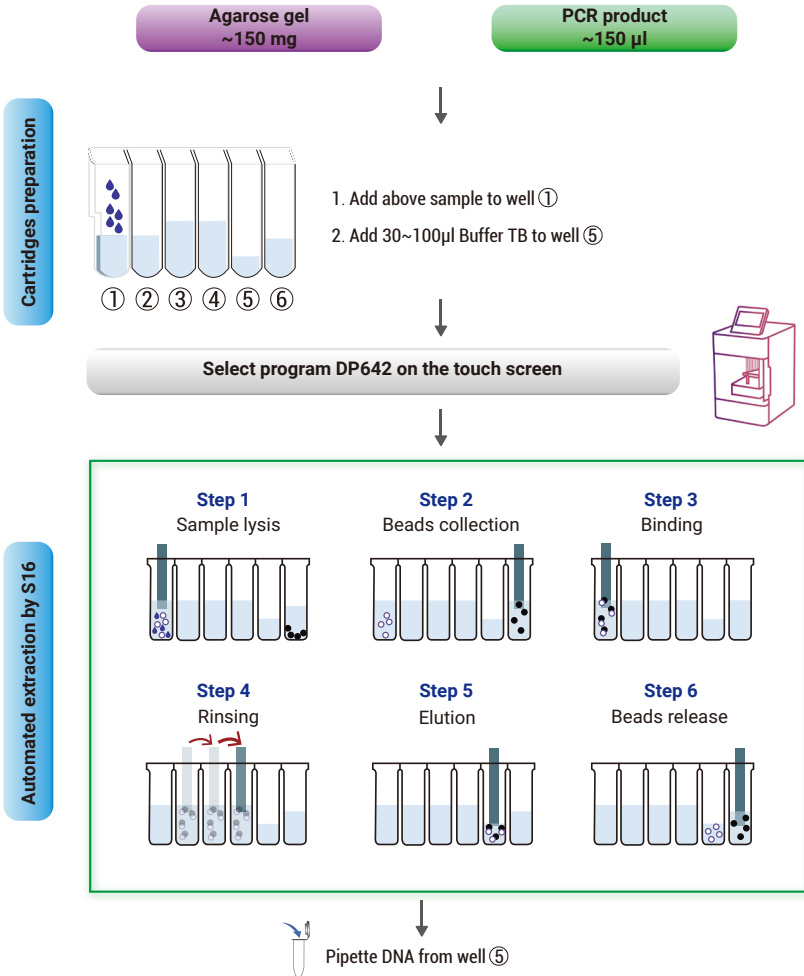 Agarose gel
~150 mg
PCR product
~150 µl
Cartridges preparation
1. Add above sample to well ①
2. Add 30~100µl Buffer TB to well ⑤
① ② ③ ④ ⑤ ⑥
Select program DP642 on the touch screen
Automated extraction by S16
Step 1
Sample lysis
Step 2
Beads collection
Step 3
Binding
Step 4
Rinsing
Step 5
Elution
Step 6
Beads release
Pipette DNA from well ⑤